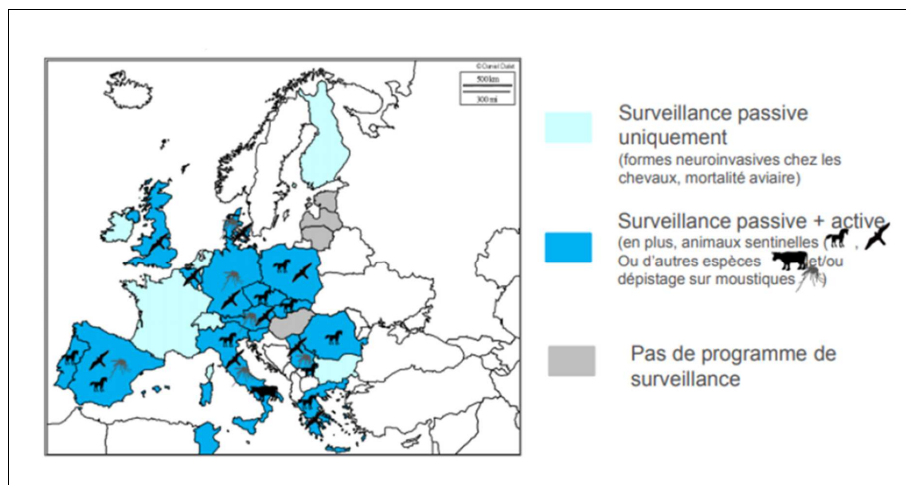 © Daniel Dalet
500 km
300 mi
Surveillance passive
uniquement
(formes neuroinvasives chez les
chevaux, mortalité aviaire)
Surveillance passive + active
(en plus, animaux sentinelles ( ,
Ou d'autres espèces et/ou
dépistage sur moustiques )
Pas de programme de
surveillance